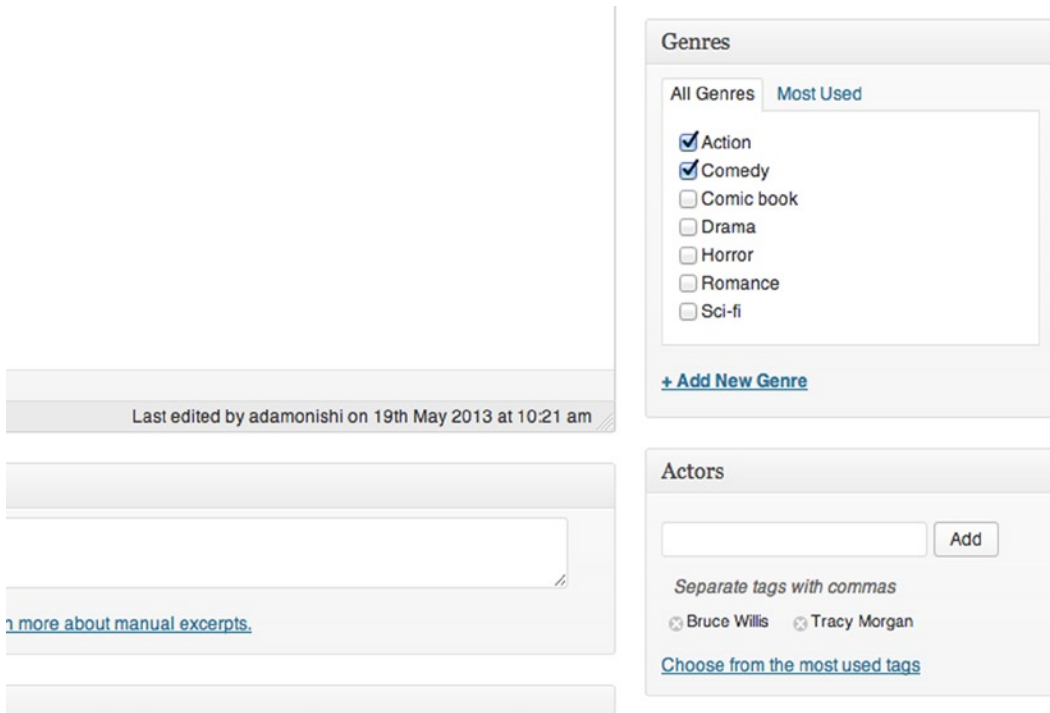 Genres
All Genres Most Used
Action
Comedy
Comic book
Drama
Horror
Romance
Sci-fi
+ Add New Genre
Last edited by adamonishi on 19th May 2013 at 10:21 am
more about manual excerpts.
Actors
Add
Separate tags with commas
Bruce Willis Tracy Morgan
Choose from the most used tags